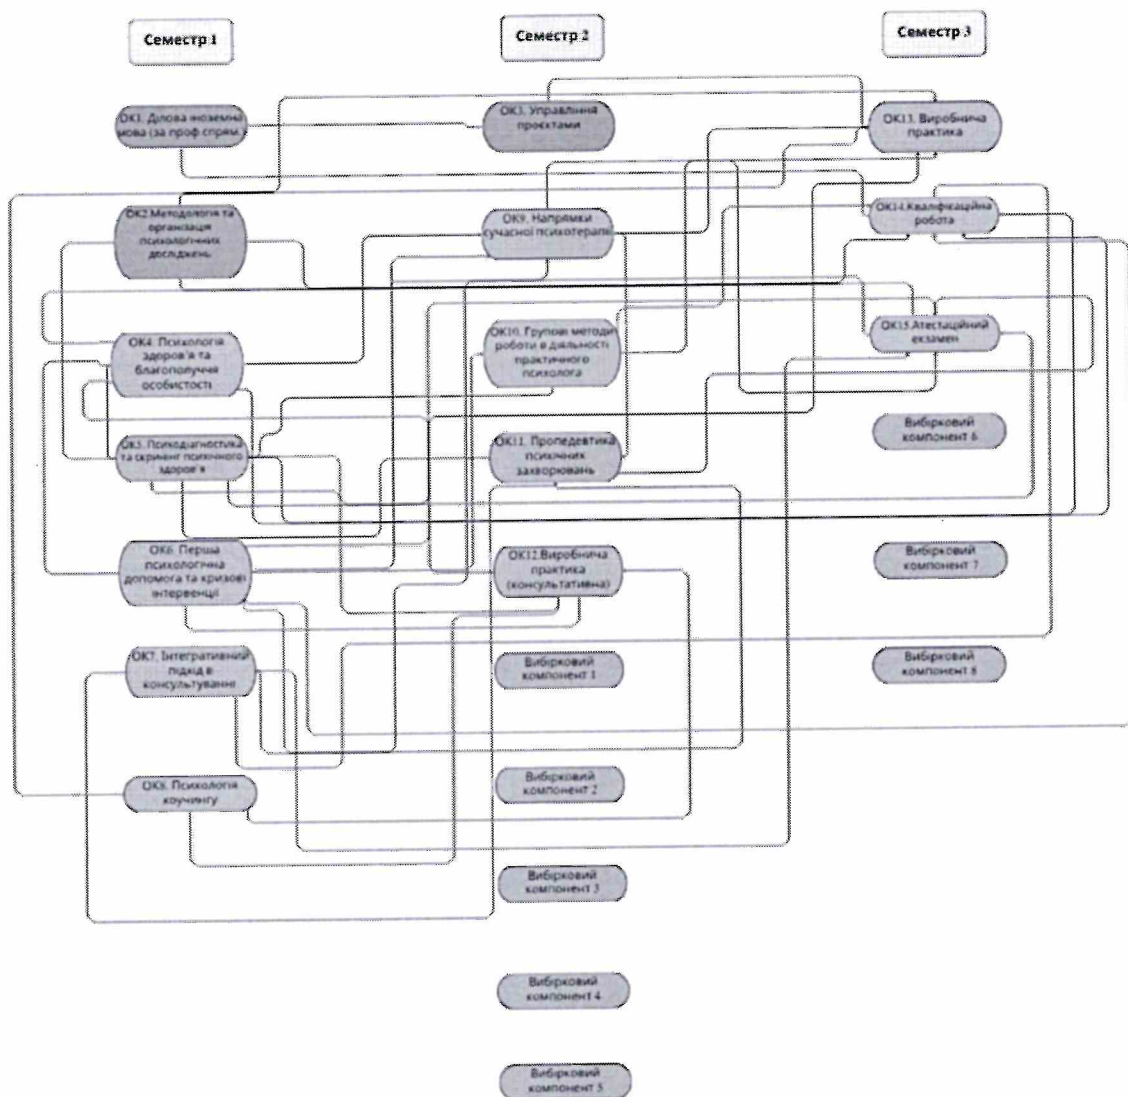 Семестр 1
Семестр 2
Семестр 3
ОК1. Ділова іноземна
мова (за проф.спрям.)
ОК3. Управління
проєктами
ОК13. Виробнича
практика
ОК2.Методологія та
організація
психологічних
досліджень
ОК9. Напрямки
сучасної психотерапії
ОК14.Кваліфікаційна
робота
ОК4. Психологія
здоров'я та
благополуччя
особистості
ОК10. Групові методи
роботи в діяльності
практичного
психолога
ОК15.Атестаційний
екзамен
ОК5. Психодіагностика
та скринінг психічного
здоров'я
ОК11. Пропедевтика
психічних
захворювань
Вибірковий
компонент 6
ОК6. Перша
психологічна
допомога та кризові
інтервенції
ОК12.Виробнича
практика
(консультативна)
Вибірковий
компонент 7
ОК7. Інтегративний
підхід в
консультуванні
Вибірковий
компонент 1
Вибірковий
компонент 8
ОК8. Психологія
коучингу
Вибірковий
компонент 2
Вибірковий
компонент 3
Вибірковий
компонент 4
Вибірковий
компонент 5